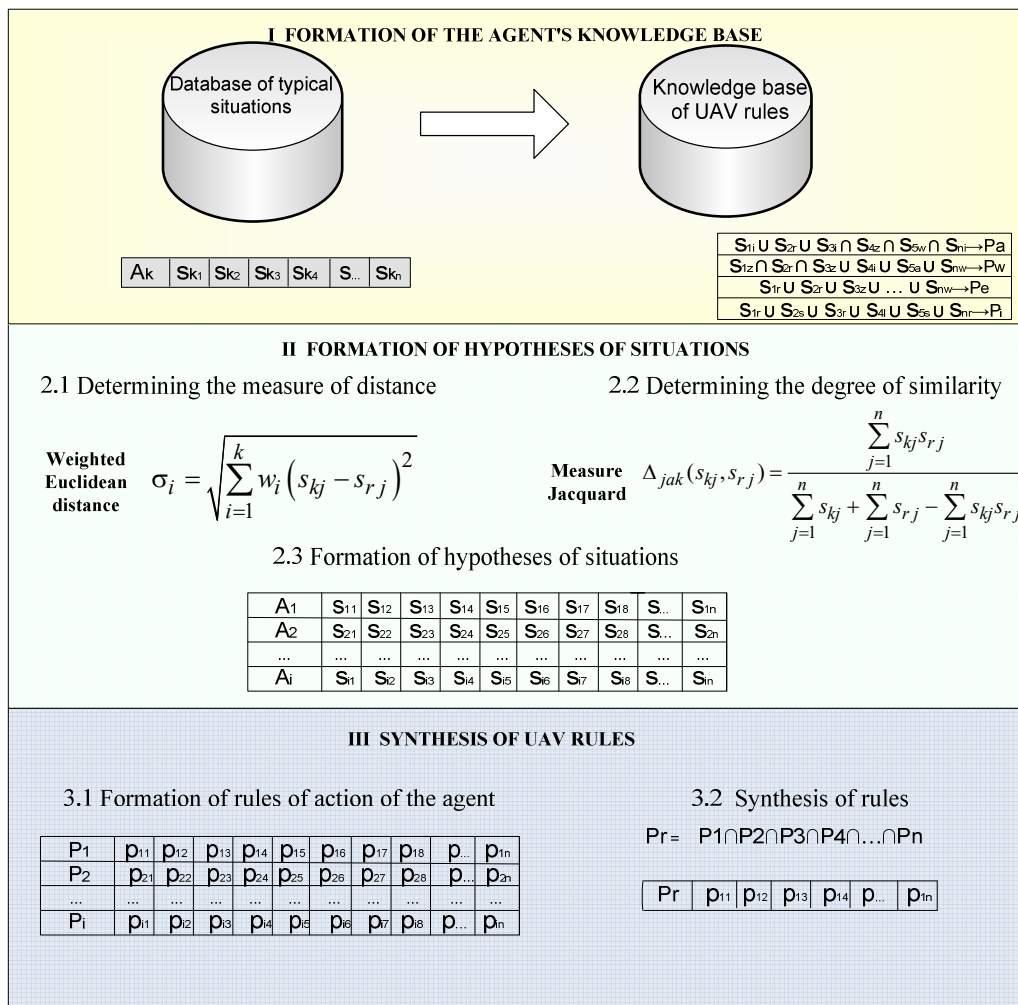 I FORMATION OF THE AGENT'S KNOWLEDGE BASE
Database of typical
situations
Knowledge base
of UAV rules
Ak Sk1 Sk2 Sk3 Sk4 S... Skn
S1i ∪ S2r ∪ S3i ∩ S4z ∩ S5w ∩ Sni→Pa
S1z ∩ S2r ∩ S3z ∪ S4i ∪ S5a ∪ Snw→Pw
S1r ∪ S2r ∪ S3z ∪ … ∪ Snw→Pe
S1r ∪ S2s ∪ S3r ∪ S4l ∪ S5s ∪ Snr→Pi
II FORMATION OF HYPOTHESES OF SITUATIONS
2.1 Determining the measure of distance
Weighted
Euclidean
distance
σi = √(∑_{i=1}^{k} wi (skj − srj)^2)
2.2 Determining the degree of similarity
Measure
Jacquard
Δjak(skj, srj) = ∑_{j=1}^{n} skj srj / (∑_{j=1}^{n} skj + ∑_{j=1}^{n} srj − ∑_{j=1}^{n} skj srj
2.3 Formation of hypotheses of situations
A1 S11 S12 S13 S14 S15 S16 S17 S18 S... S1n
A2 S21 S22 S23 S24 S25 S26 S27 S28 S... S2n
... ... ... ... ... ... ... ... ... ... ...
Ai Si1 Si2 Si3 Si4 Si5 Si6 Si7 Si8 S... Sin
III SYNTHESIS OF UAV RULES
3.1 Formation of rules of action of the agent
P1 p11 p12 p13 p14 p15 p16 p17 p18 p... p1n
P2 p21 p22 p23 p24 p25 p26 p27 p28 p... p2n
... ... ... ... ... ... ... ... ... ... ...
Pi pi1 pi2 pi3 pi4 pi5 pi6 pi7 pi8 p... pin
3.2 Synthesis of rules
Pr = P1∩P2∩P3∩P4∩…∩Pn
Pr p11 p12 p13 p14 p... p1n